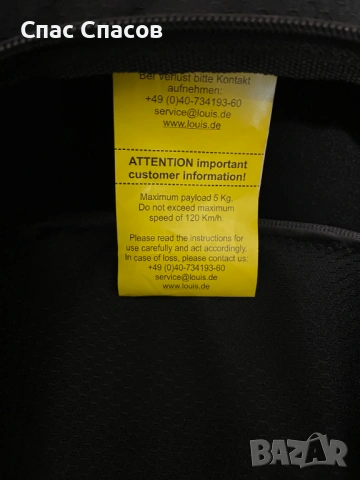 Спас Спасов
Bei Verlust bitte Kontakt
aufnehmen:
+49 (0)40-734193-60
service@louis.de
www.louis.de
ATTENTION important
customer information!
Maximum payload 5 Kg.
Do not exceed maximum
speed of 120 Km/h
Please read the instructions for
use carefully and act accordingly.
In case of loss, please contact us:
+49 (0)40-734193-60
service@louis.de
louis.de
BAZAR